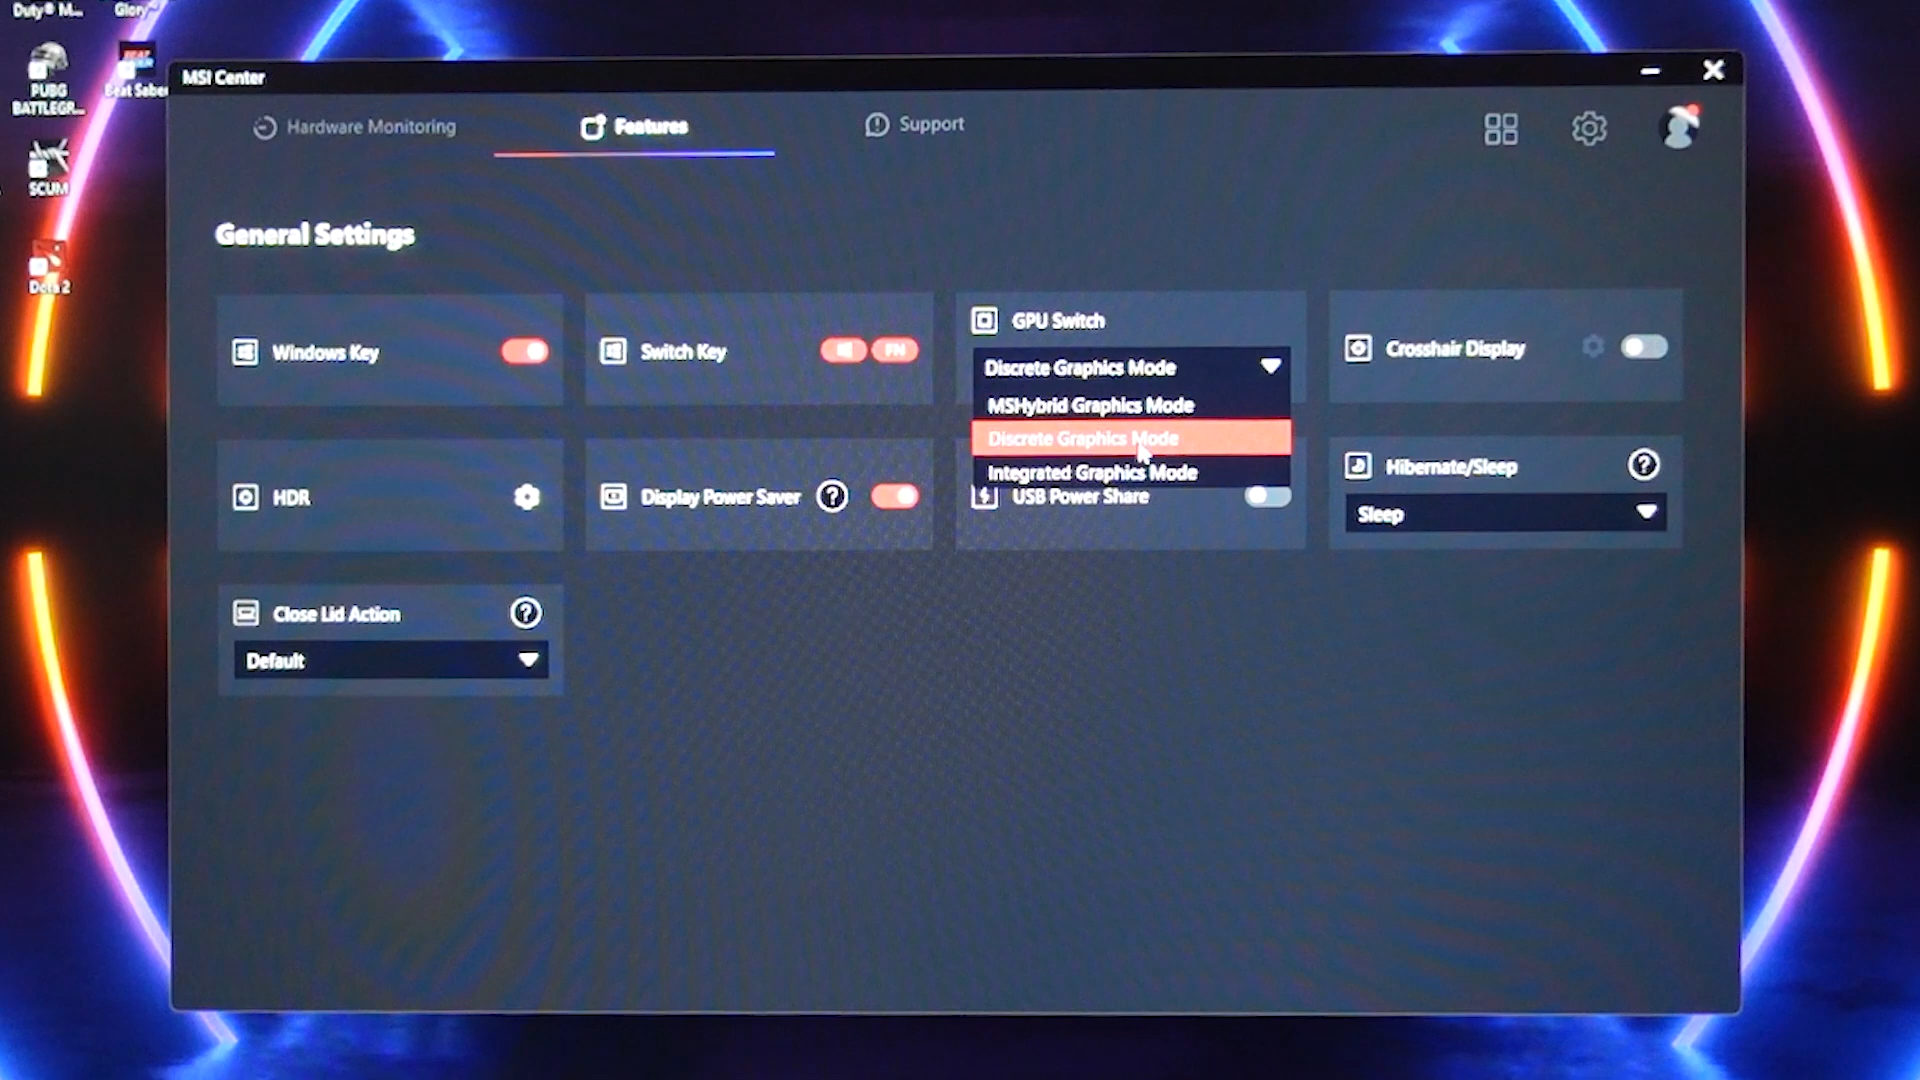 Duty® M...
Glory™
PUBG
BATTLEGR...
Beat Saber
SCUM
Dota 2
MSI Center
Hardware Monitoring
Features
Support
General Settings
Windows Key
Switch Key
FN
GPU Switch
Discrete Graphics Mode
MSHybrid Graphics Mode
Discrete Graphics Mode
Integrated Graphics Mode
Crosshair Display
HDR
Display Power Saver
USB Power Share
Hibernate/Sleep
Sleep
Close Lid Action
Default